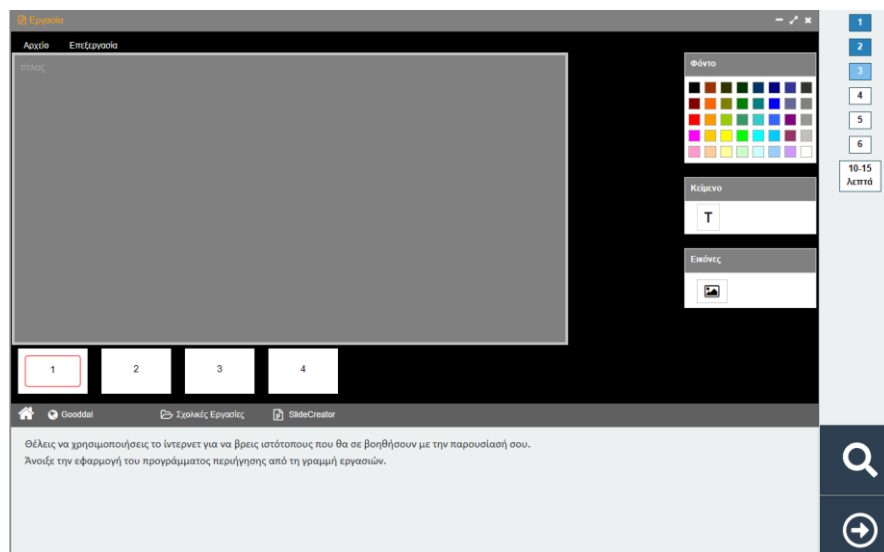 Εργασία
Αρχείο Επεξεργασία
τίτλος
Φόντο
Κείμενο
T
Εικόνες
1
2
3
4
Gooddal
Σχολικές Εργασίες
SlideCreator
Θέλεις να χρησιμοποιήσεις το ίντερνετ για να βρεις ιστότοπους που θα σε βοηθήσουν με την παρουσίασή σου.
Άνοιξε την εφαρμογή του προγράμματος περιήγησης από τη γραμμή εργασιών.
1
2
3
4
5
6
10-15
λεπτά